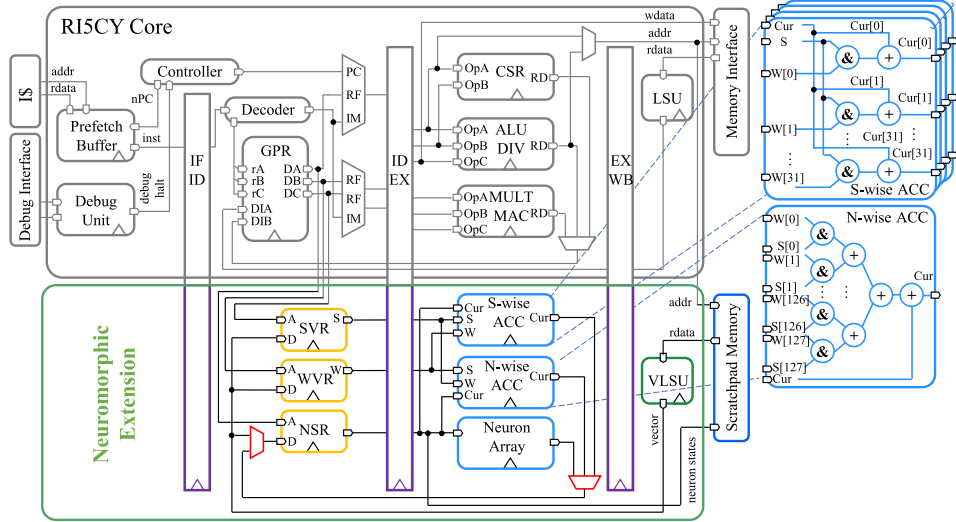 RI5CY Core
I$
addr
rdata
nPC
Controller
Prefetch
Buffer
inst
Debug Interface
Debug
Unit
debug
halt
IF
ID
Decoder
GPR
rA
rB
rC
DIA
DIB
DA
DB
DC
PC
RF
IM
RF
RF
IM
ID
EX
OpA
OpB
CSR
RD
OpA
OpB
OpC
ALU
DIV
RD
OpA
OpB
OpC
MULT
MAC
RD
EX
WB
wdata
addr
rdata
LSU
Memory Interface
Cur
S
W[0]
W[1]
⋮
W[31]
Cur[0]
&
+
Cur[0]
Cur[1]
&
+
Cur[1]
⋮
⋮
Cur[31]
&
+
Cur[31]
S-wise ACC
N-wise ACC
W[0]
S[0]
W[1]
S[1]
W[126]
S[126]
W[127]
S[127]
Cur
&
&
&
&
⋮
⋮
+
+
+
+
Cur
Neuromorphic
Extension
A
D
SVR
S
A
D
WVR
W
A
D
NSR
Cur
S
W
S-wise
ACC
Cur
S
W
Cur
N-wise
ACC
Cur
Neuron
Array
addr
rdata
VLSU
vector
neuron states
Scratchpad Memory